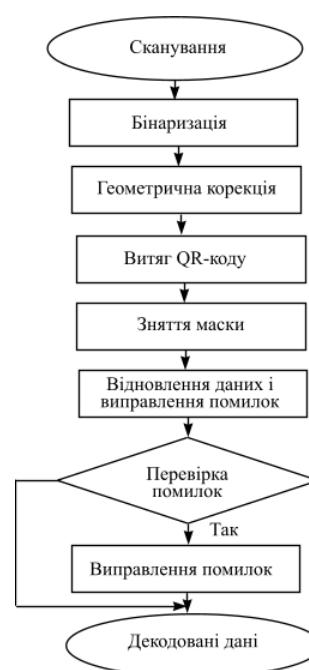 Сканування
Бінаризація
Геометрична корекція
Витяг QR-коду
Зняття маски
Відновлення даних і
виправлення помилок
Перевірка
помилок
Так
Виправлення помилок
Декодовані дані